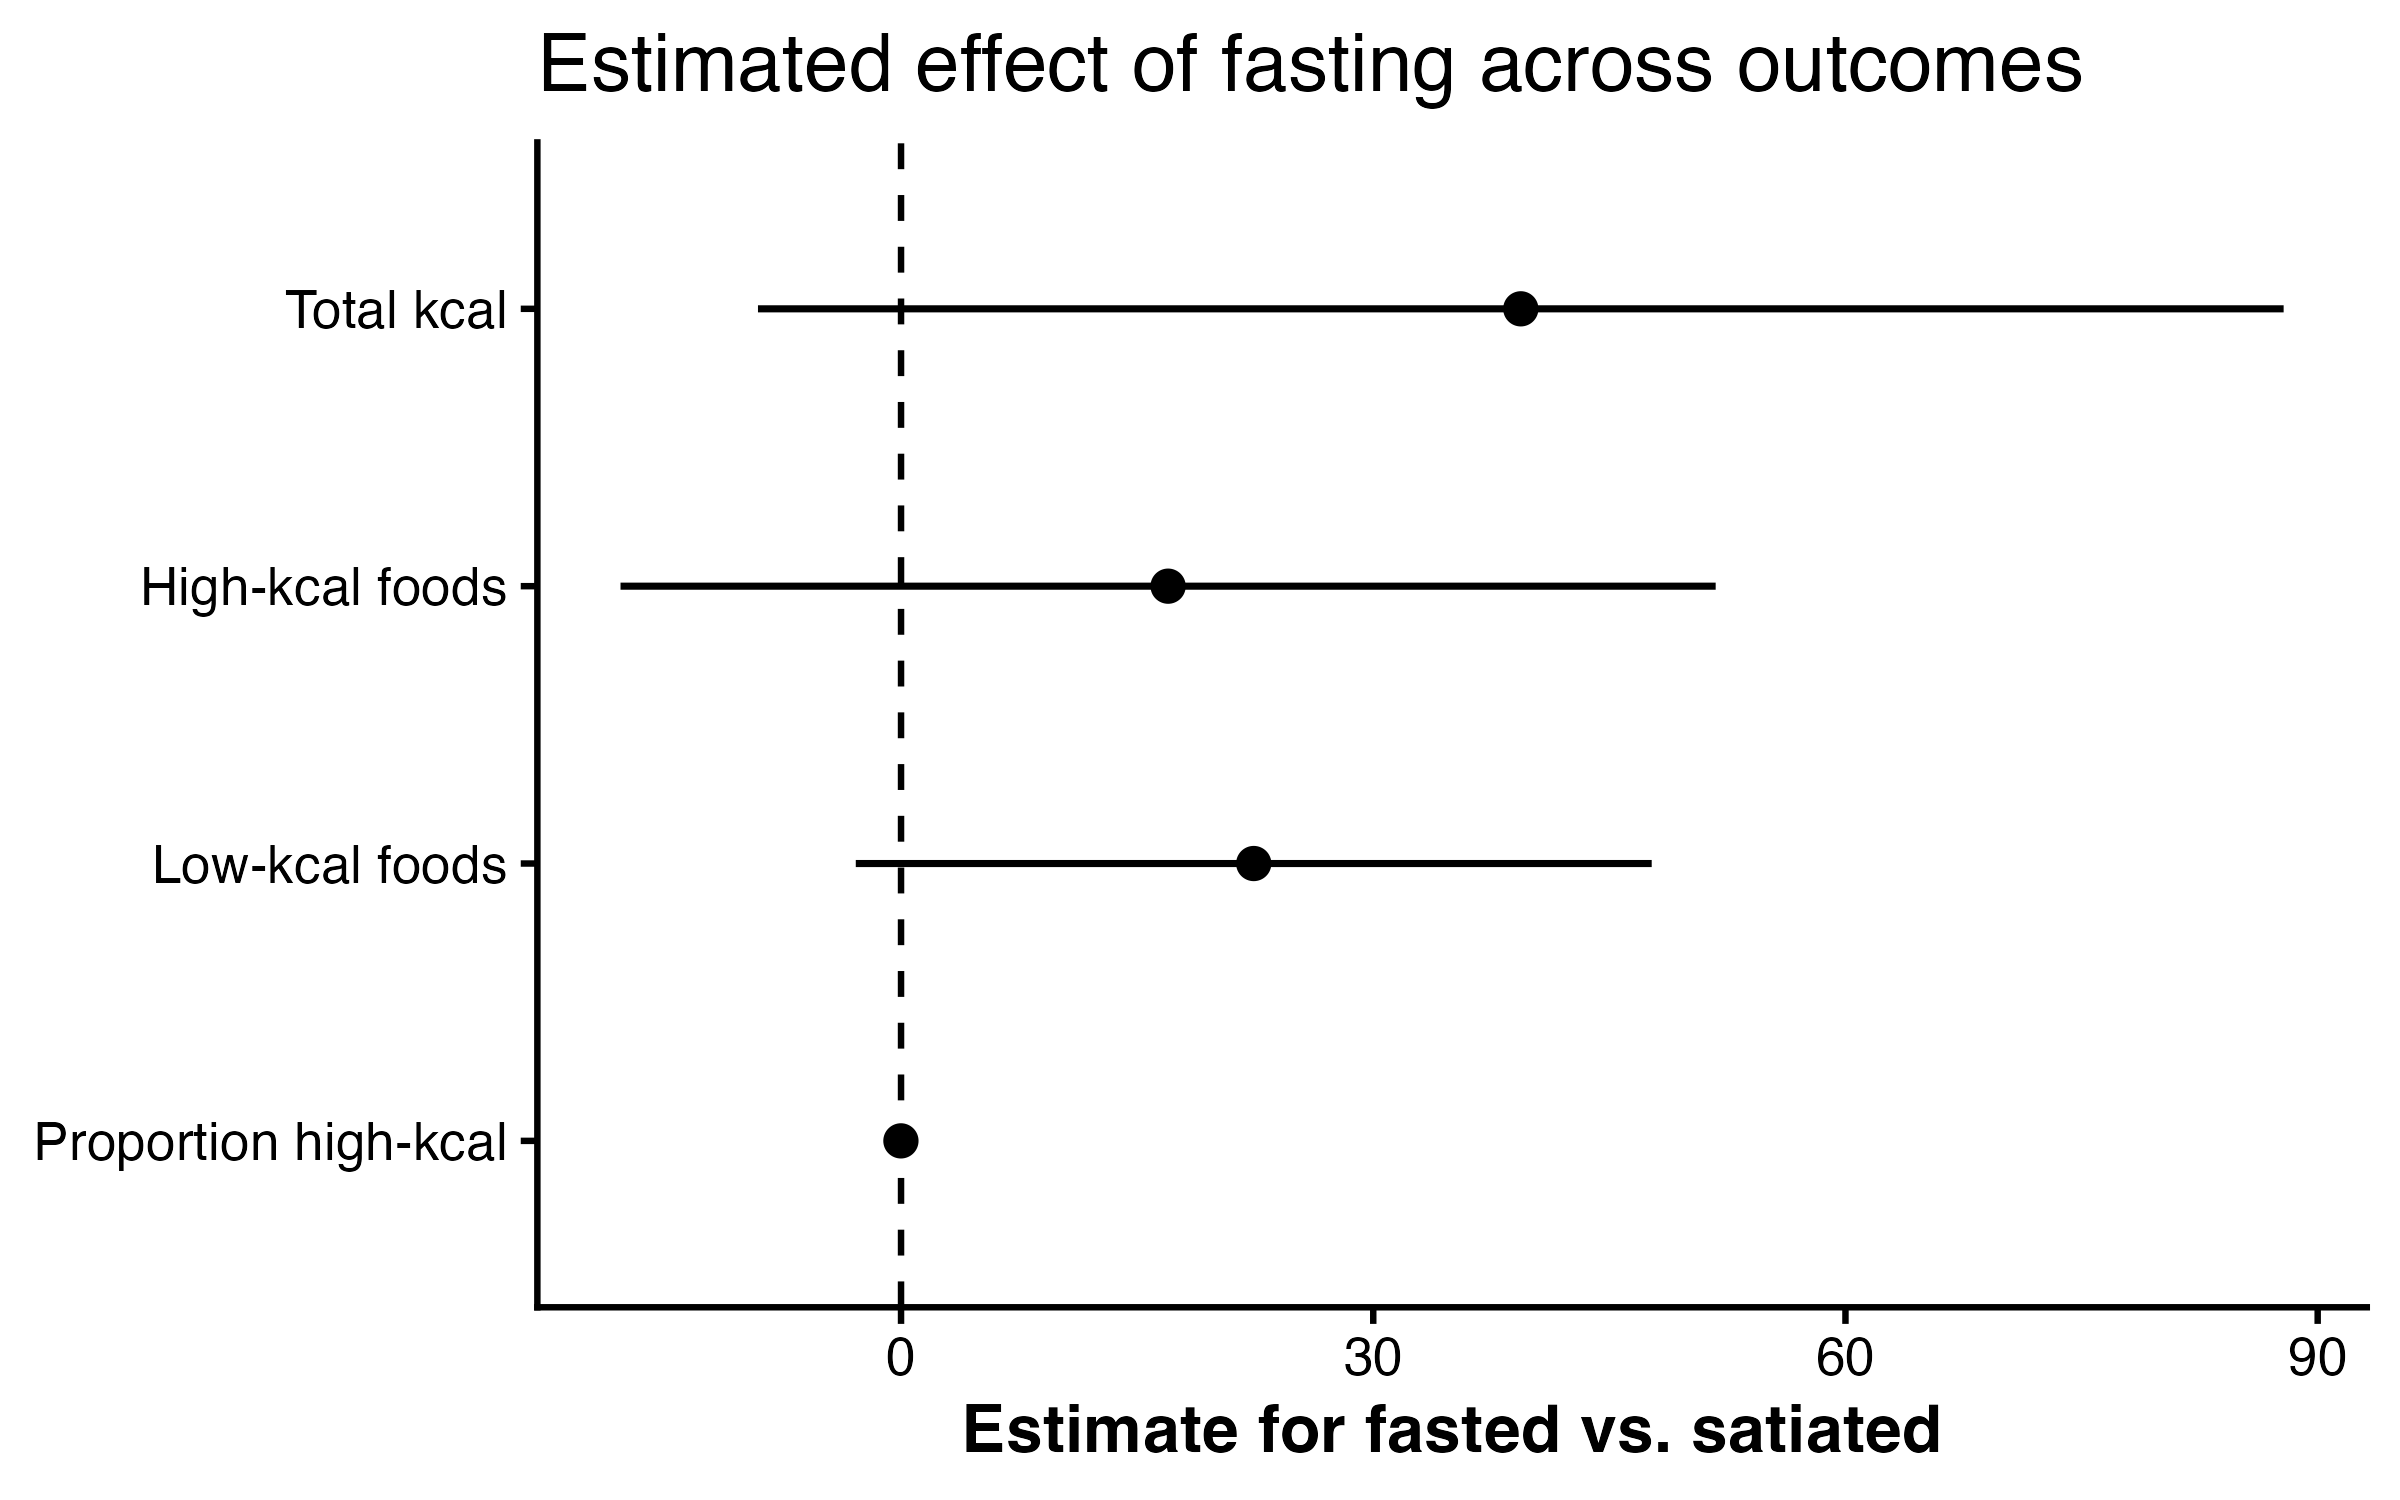 Estimated effect of fasting across outcomes
Total kcal
High-kcal foods
Low-kcal foods
Proportion high-kcal
0 30 60 90
Estimate for fasted vs. satiated